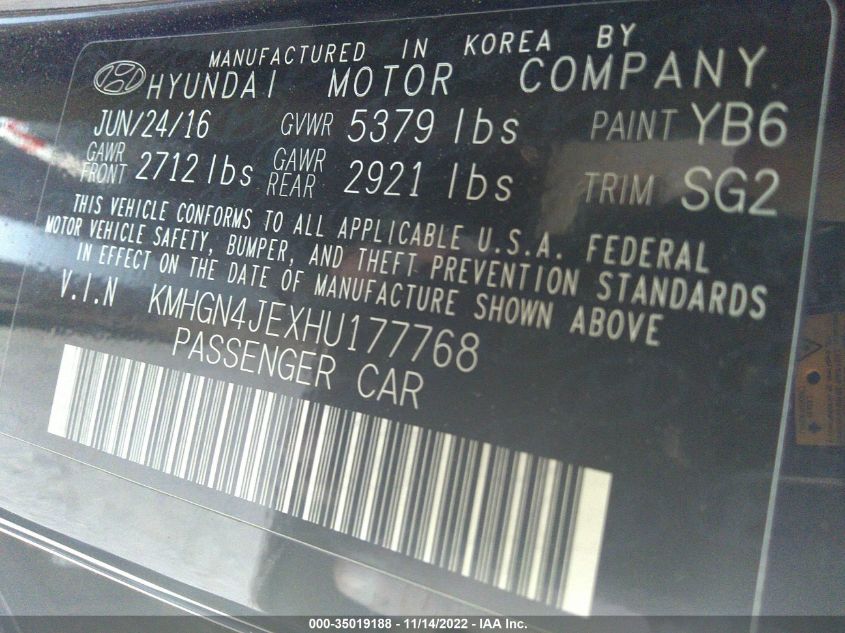 MANUFACTURED IN KOREA BY
HYUNDAI MOTOR COMPANY.
JUN/24/16 GVWR 5379 lbs PAINT YB6
GAWR FRONT 2712 lbs GAWR REAR 2921 lbs TRIM SG2
THIS VEHICLE CONFORMS TO ALL APPLICABLE U.S.A. FEDERAL
MOTOR VEHICLE SAFETY, BUMPER, AND THEFT PREVENTION STANDARDS
IN EFFECT ON THE DATE OF MANUFACTURE SHOWN ABOVE
V.I.N KMHGN4JEXHU177768
PASSENGER CAR
000-35019188 - 11/14/2022 - IAA Inc.